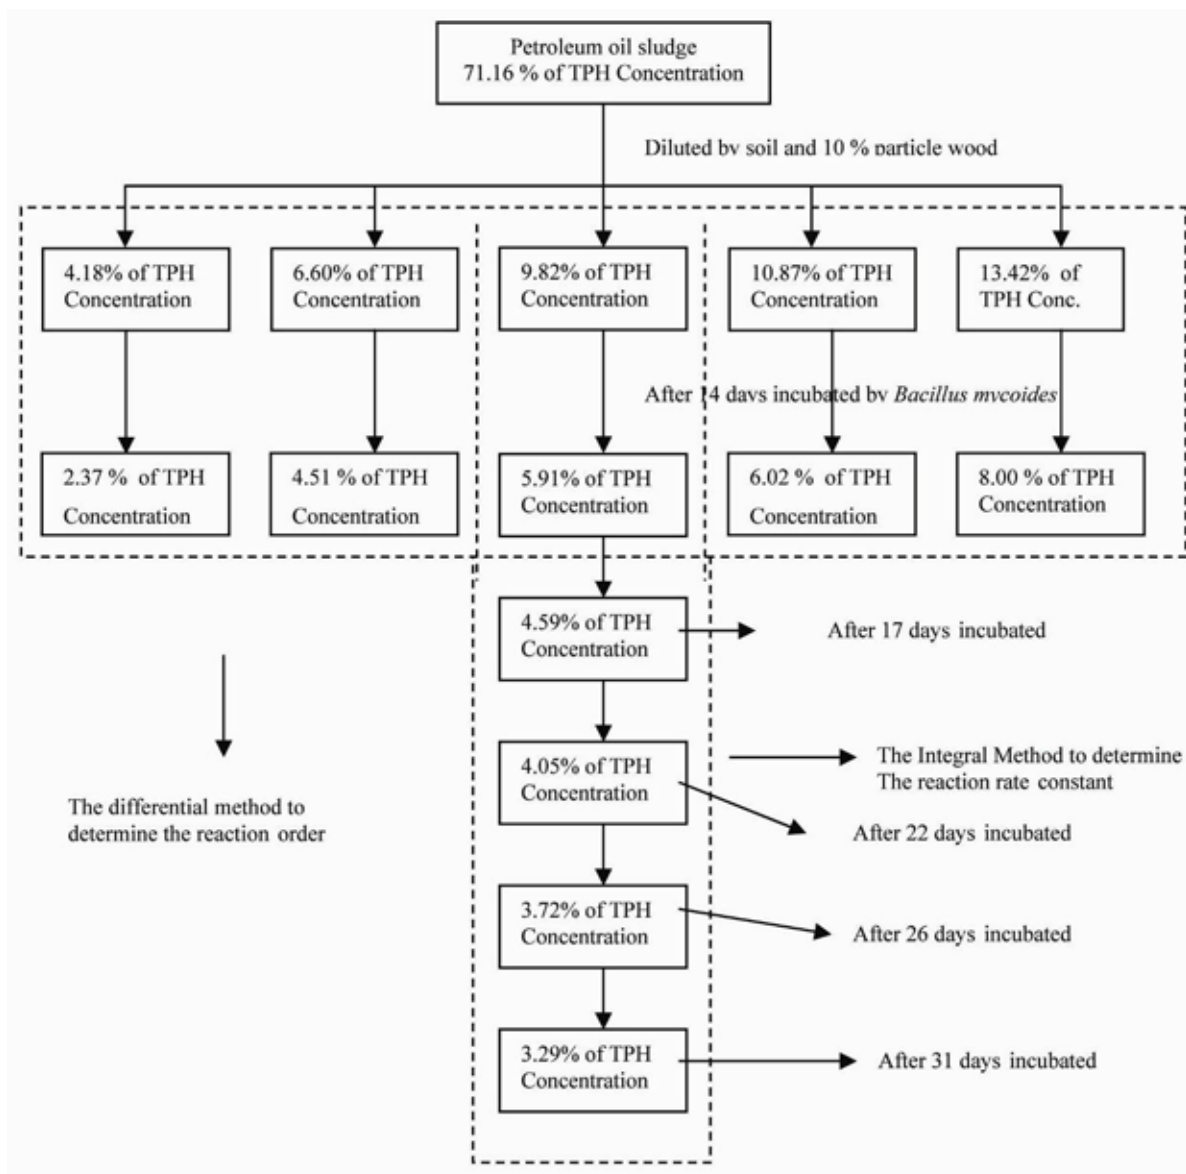 Petroleum oil sludge
71.16 % of TPH Concentration
Diluted by soil and 10 % particle wood
4.18% of TPH
Concentration
6.60% of TPH
Concentration
9.82% of TPH
Concentration
10.87% of TPH
Concentration
13.42% of
TPH Conc.
After 14 days incubated by Bacillus mycoides
2.37 % of TPH
Concentration
4.51 % of TPH
Concentration
5.91% of TPH
Concentration
6.02 % of TPH
Concentration
8.00 % of TPH
Concentration
4.59% of TPH
Concentration
After 17 days incubated
4.05% of TPH
Concentration
The Integral Method to determine
The reaction rate constant
After 22 days incubated
The differential method to
determine the reaction order
3.72% of TPH
Concentration
After 26 days incubated
3.29% of TPH
Concentration
After 31 days incubated